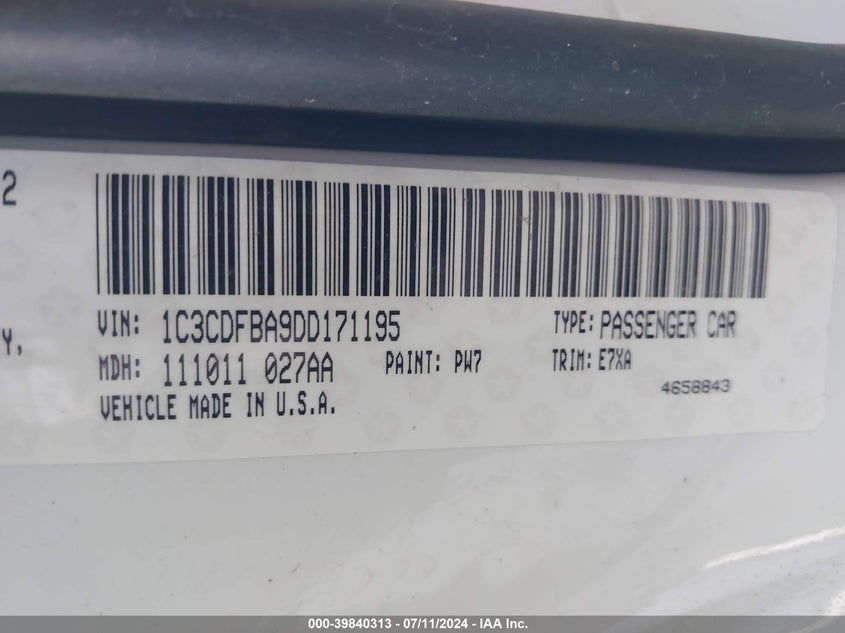 2
VIN: 1C3CDFBA9DD171195 TYPE: PASSENGER CAR
Y,
MDH: 111011 027AA PAINT: PW7 TRIM: E7XA
4658843
VEHICLE MADE IN U.S.A.
000-39840313 - 07/11/2024 - IAA Inc.